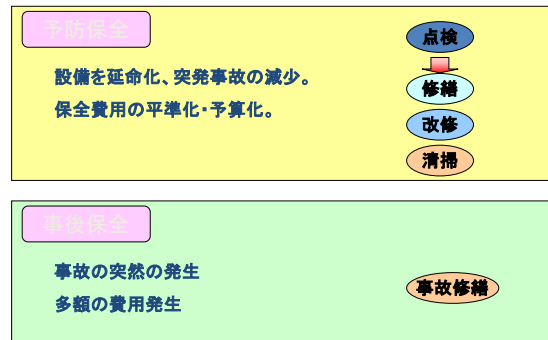 予防保全
設備を延命化、突発事故の減少。
保全費用の平準化・予算化。
点検
修繕
改修
清掃
事後保全
事故の突然の発生
多額の費用発生
事故修繕